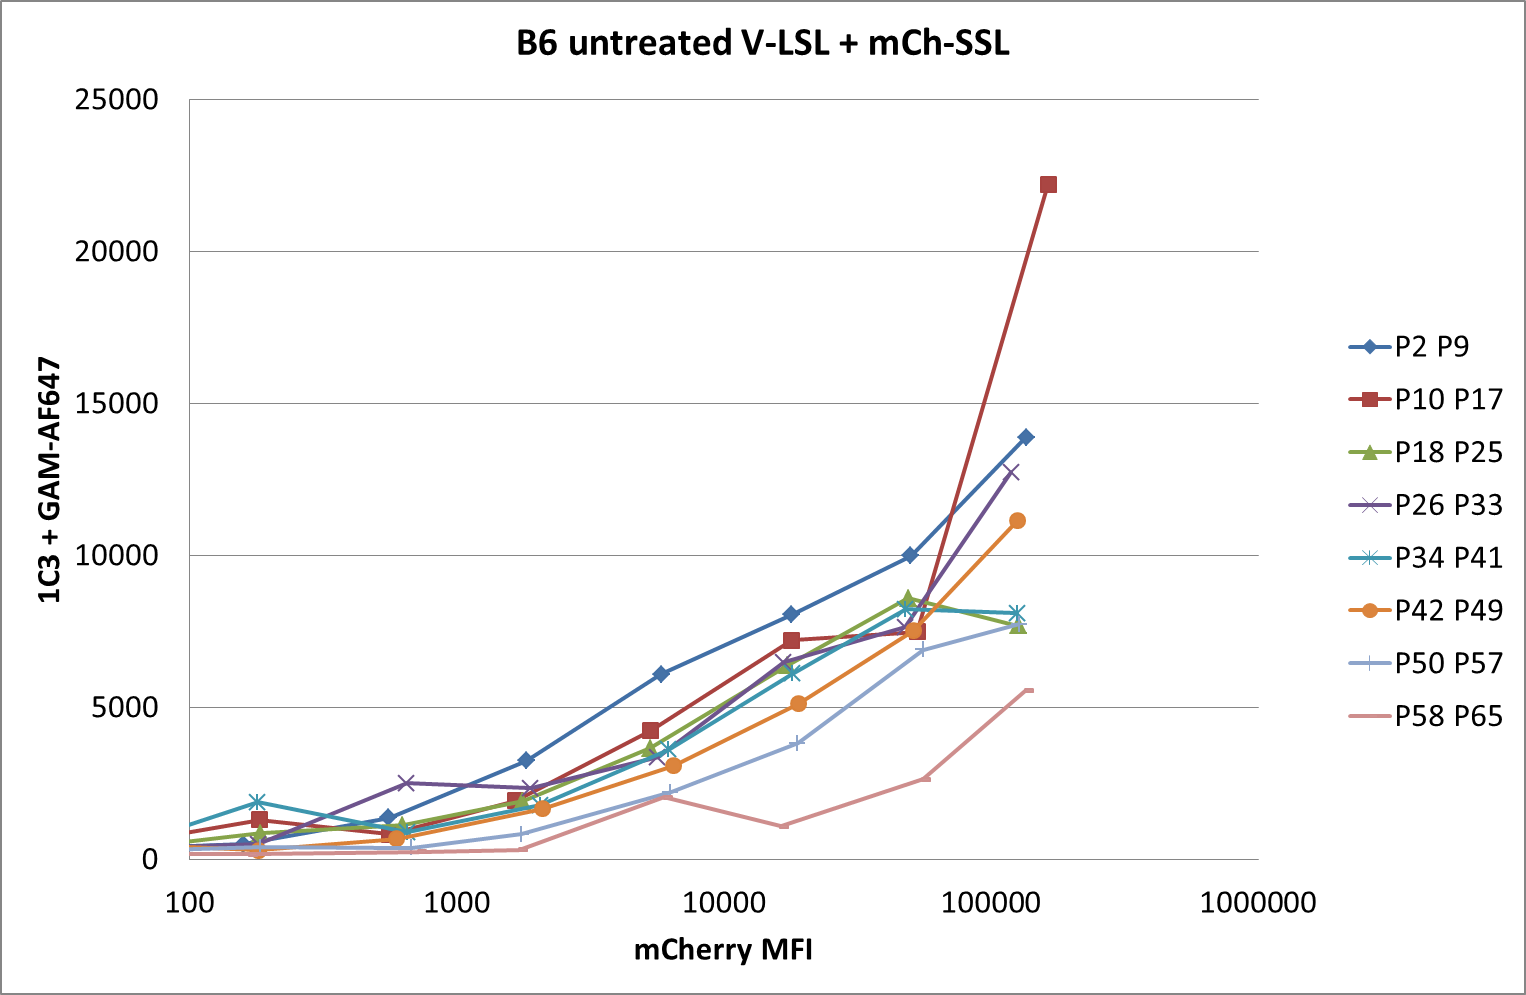 B6 untreated V-LSL + mCh-SSL
25000
20000
15000
10000
5000
0
1C3 + GAM-AF647
100 1000 10000 100000 1000000
mCherry MFI
P2 P9
P10 P17
P18 P25
P26 P33
P34 P41
P42 P49
P50 P57
P58 P65